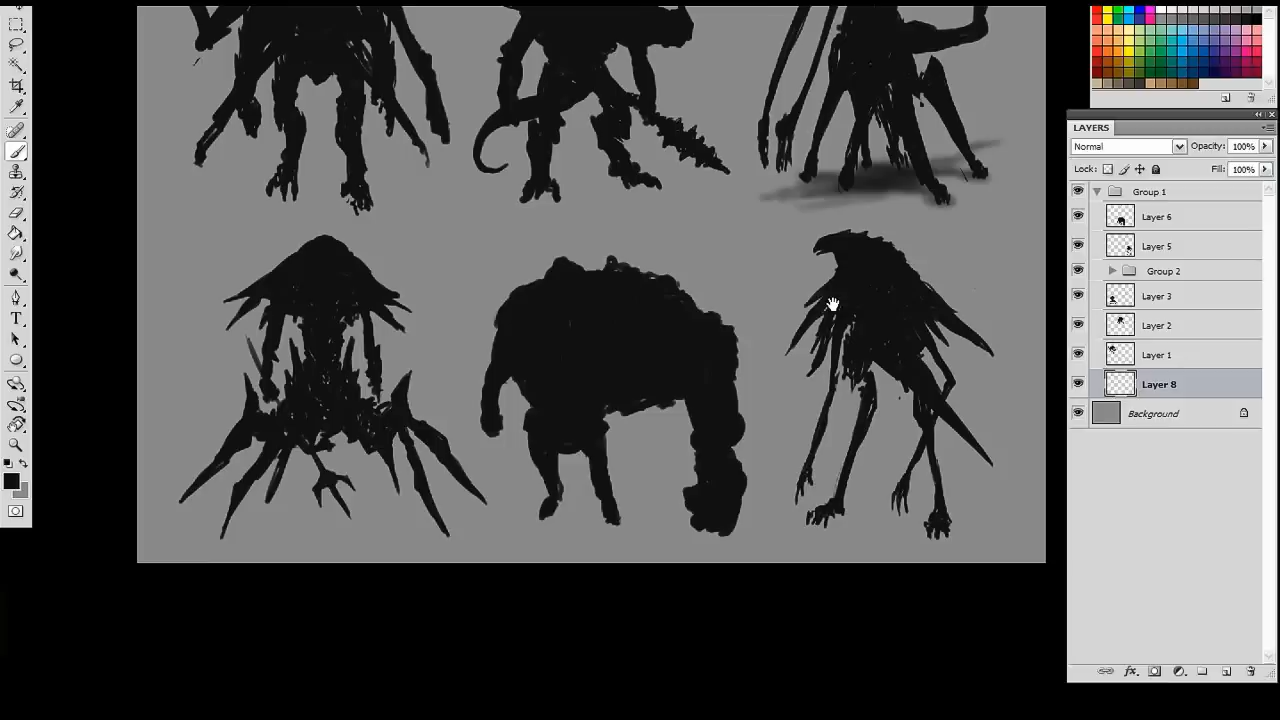 LAYERS
Normal
Opacity: 100%
Lock:
Fill: 100%
Group 1
Layer 6
Layer 5
Group 2
Layer 3
Layer 2
Layer 1
Layer 8
Background
T
fx.